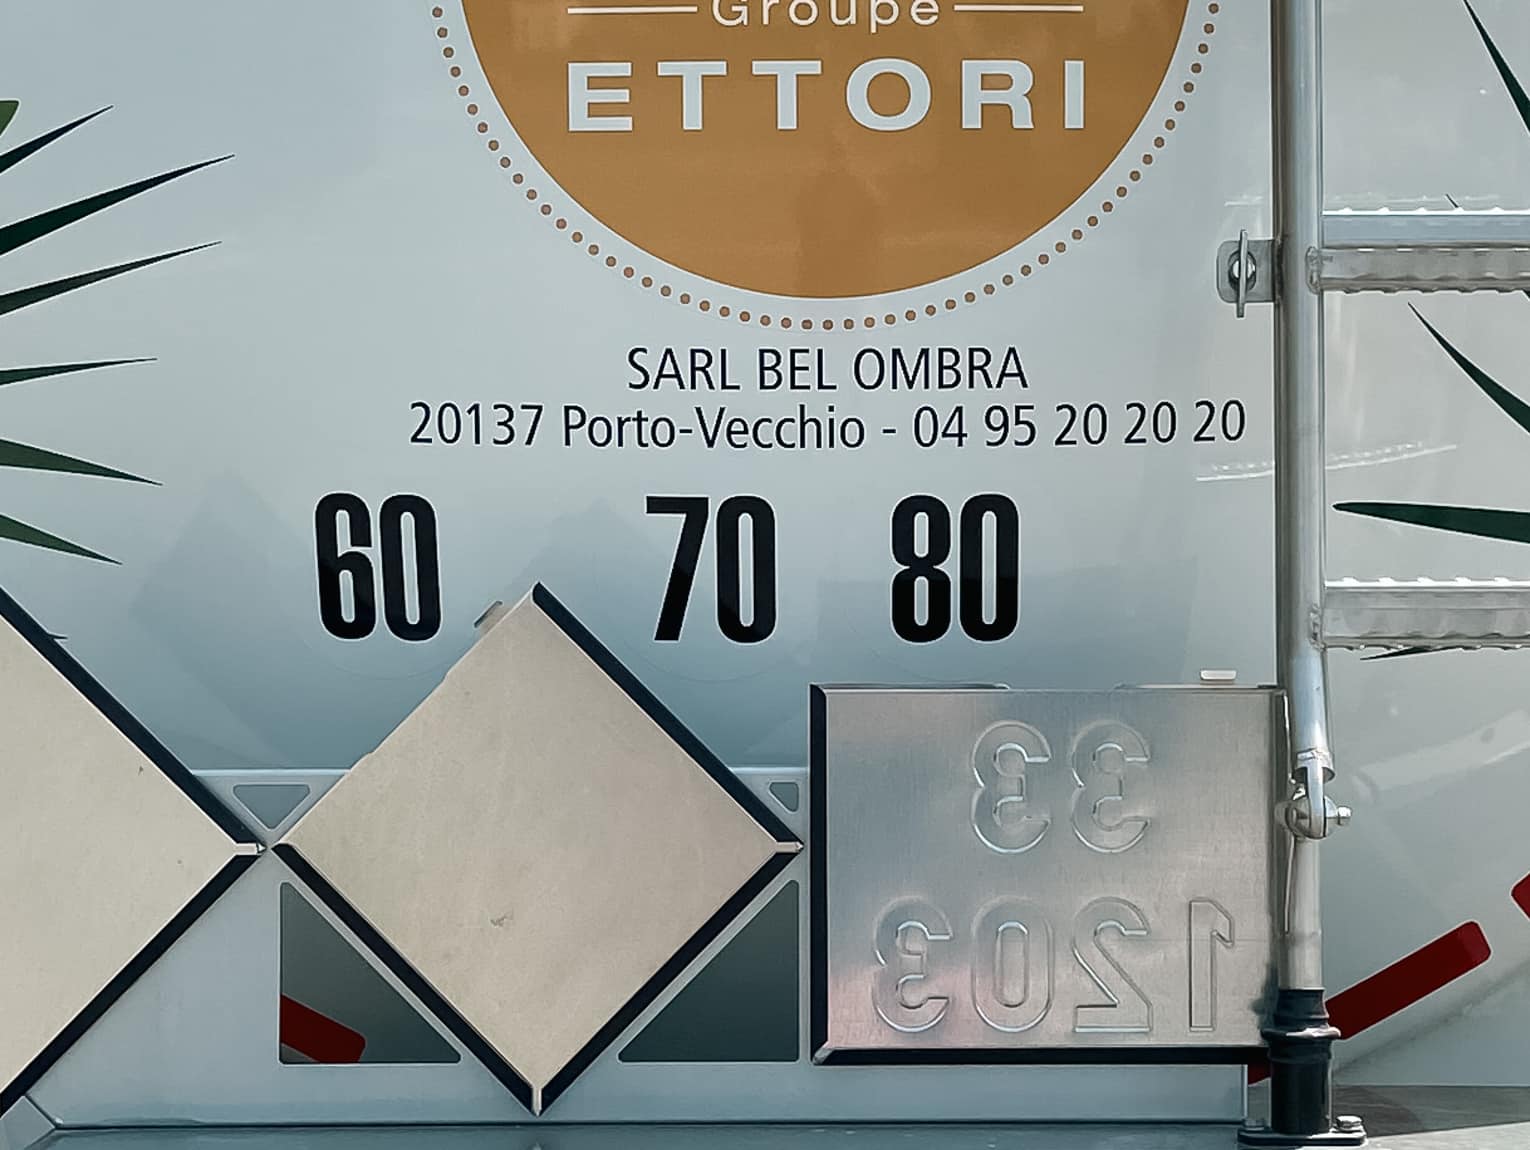 Groupe
ETTORI
SARL BEL OMBRA
20137 Porto-Vecchio - 04 95 20 20 20
60 70 80
33
1203